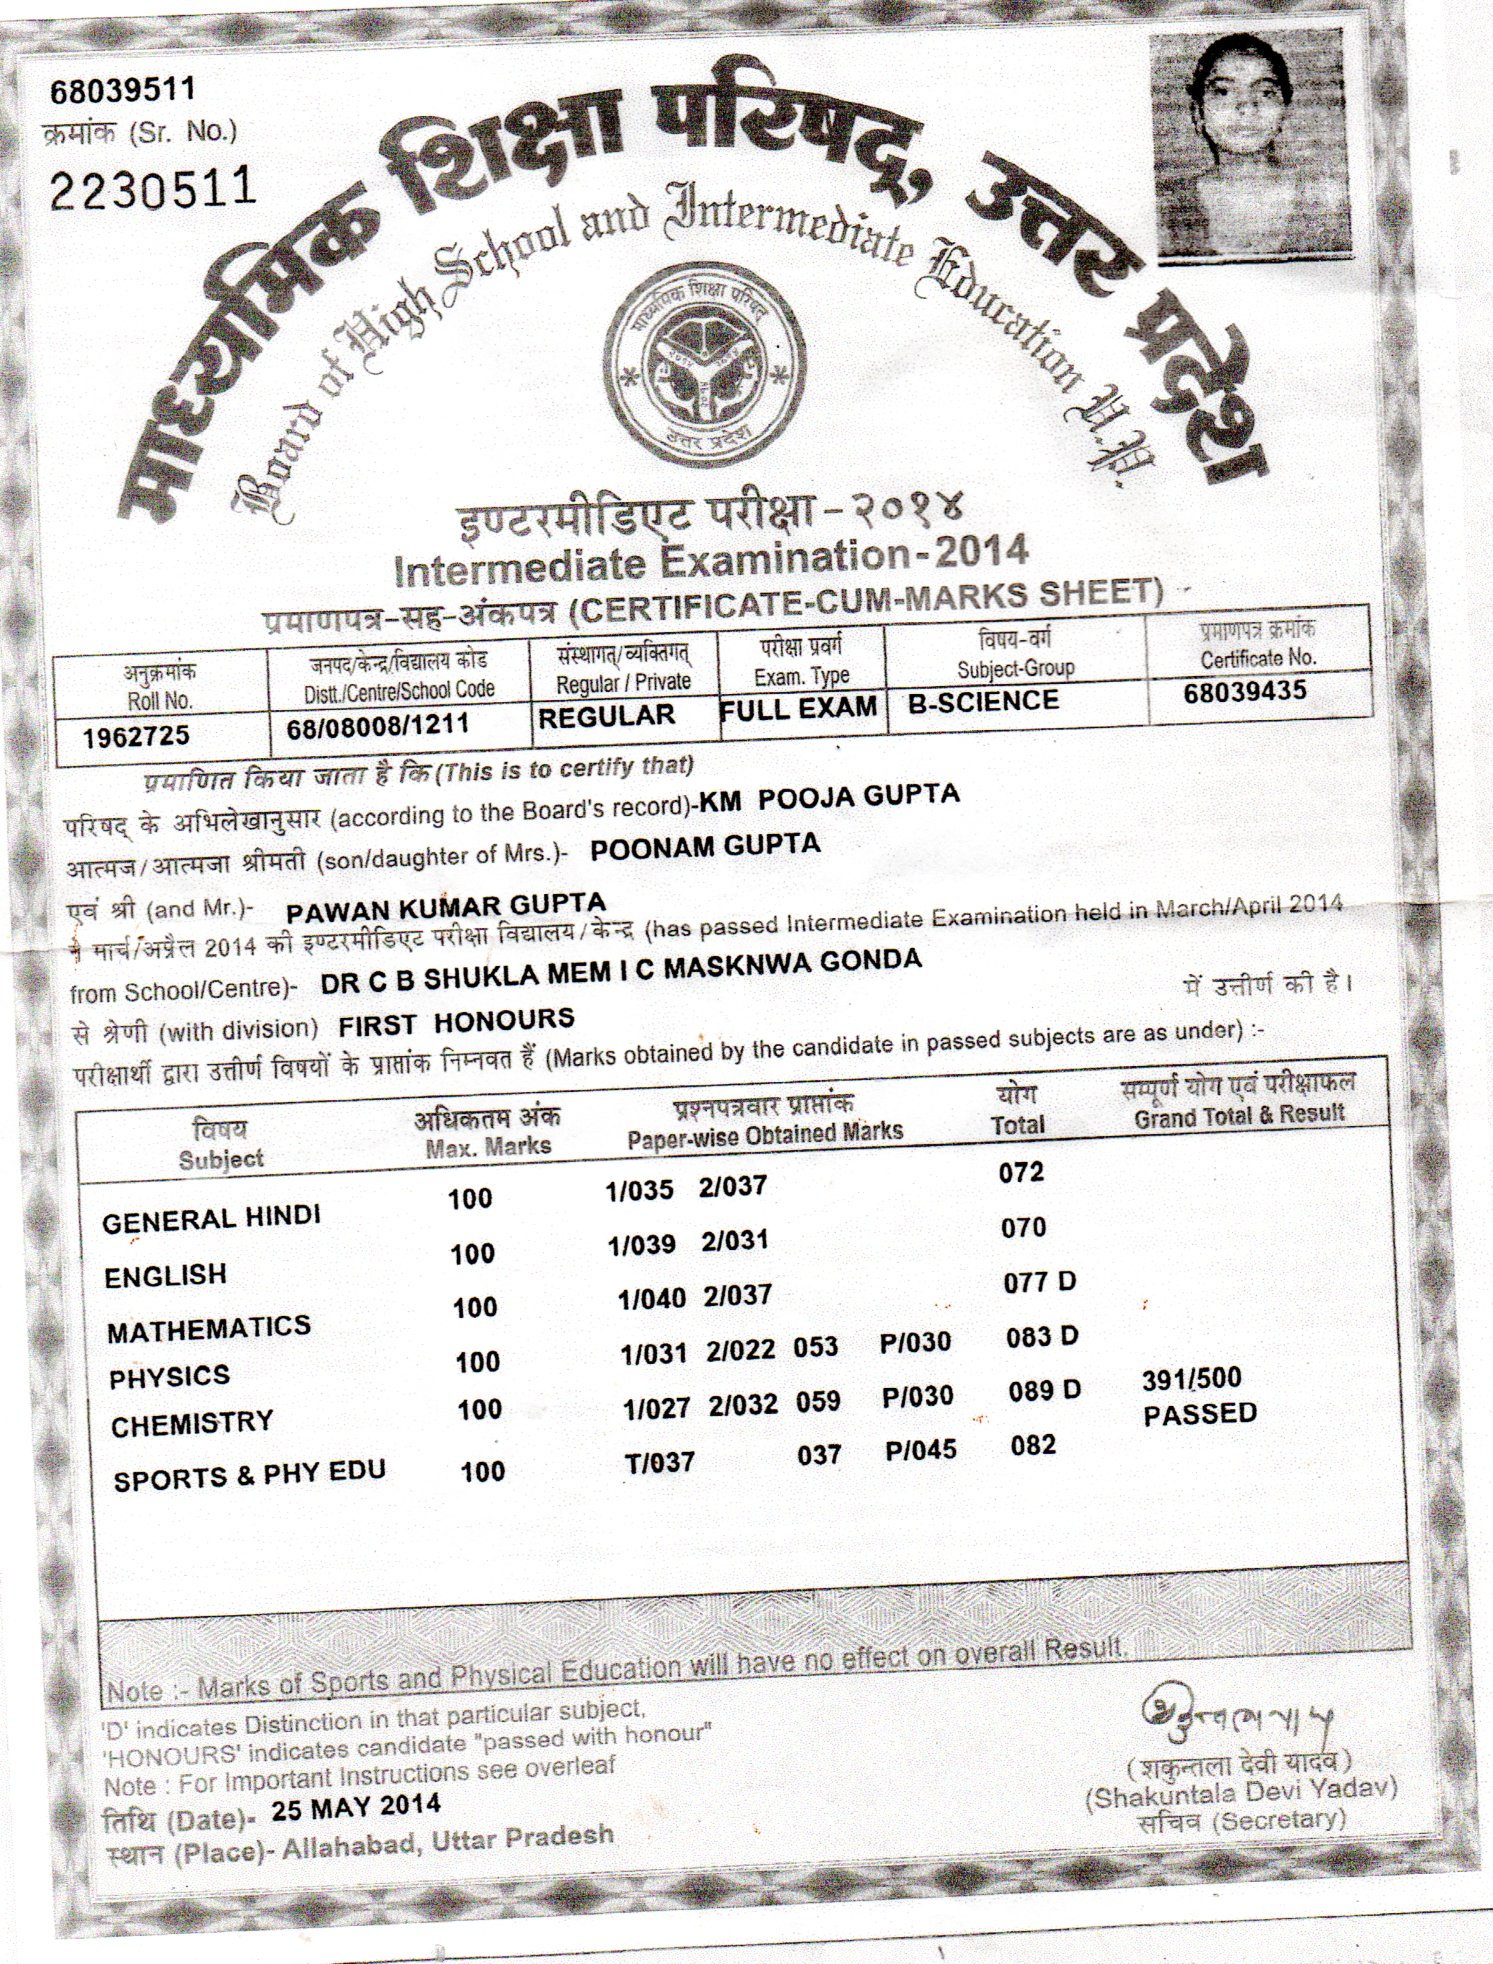 68039511
क्रमांक (Sr. No.)
2230511
माध्यमिक शिक्षा परिषद्, उत्तर प्रदेश
Board of High School and Intermediate Education U.P.
माध्यमिक शिक्षा परिषद्
उत्तर प्रदेश
इण्टरमीडिएट परीक्षा - २०१४
Intermediate Examination - 2014
प्रमाणपत्र-सह-अंकपत्र (CERTIFICATE-CUM-MARKS SHEET)
अनुक्रमांक जनपद/केन्द्र/विद्यालय कोड संस्थागत्/व्यक्तिगत् परीक्षा प्रवर्ग विषय-वर्ग प्रमाणपत्र क्रमांक
Roll No. Distt./Centre/School Code Regular / Private Exam. Type Subject-Group Certificate No.
1962725 68/08008/1211 REGULAR FULL EXAM B-SCIENCE 68039435
प्रमाणित किया जाता है कि (This is to certify that)
परिषद् के अभिलेखानुसार (according to the Board's record)-KM POOJA GUPTA
आत्मज/आत्मजा श्रीमती (son/daughter of Mrs.)- POONAM GUPTA
एवं श्री (and Mr.)- PAWAN KUMAR GUPTA
ने मार्च/अप्रैल 2014 की इण्टरमीडिएट परीक्षा विद्यालय/केन्द्र (has passed Intermediate Examination held in March/April 2014
from School/Centre)- DR C B SHUKLA MEM I C MASKNWA GONDA
में उत्तीर्ण की है।
से श्रेणी (with division) FIRST HONOURS
परीक्षार्थी द्वारा उत्तीर्ण विषयों के प्राप्तांक निम्नवत हैं (Marks obtained by the candidate in passed subjects are as under) :-
विषय अधिकतम अंक प्रश्नपत्रवार प्राप्तांक योग सम्पूर्ण योग एवं परीक्षाफल
Subject Max. Marks Paper-wise Obtained Marks Total Grand Total & Result
GENERAL HINDI 100 1/035 2/037 072
ENGLISH 100 1/039 2/031 070
MATHEMATICS 100 1/040 2/037 077 D
PHYSICS 100 1/031 2/022 053 P/030 083 D
CHEMISTRY 100 1/027 2/032 059 P/030 089 D 391/500
PASSED
SPORTS & PHY EDU 100 T/037 037 P/045 082
Note :- Marks of Sports and Physical Education will have no effect on overall Result.
'D' indicates Distinction in that particular subject,
'HONOURS' indicates candidate "passed with honour"
Note : For Important Instructions see overleaf
तिथि (Date)- 25 MAY 2014
स्थान (Place)- Allahabad, Uttar Pradesh
(शकुन्तला देवी यादव)
(Shakuntala Devi Yadav)
सचिव (Secretary)